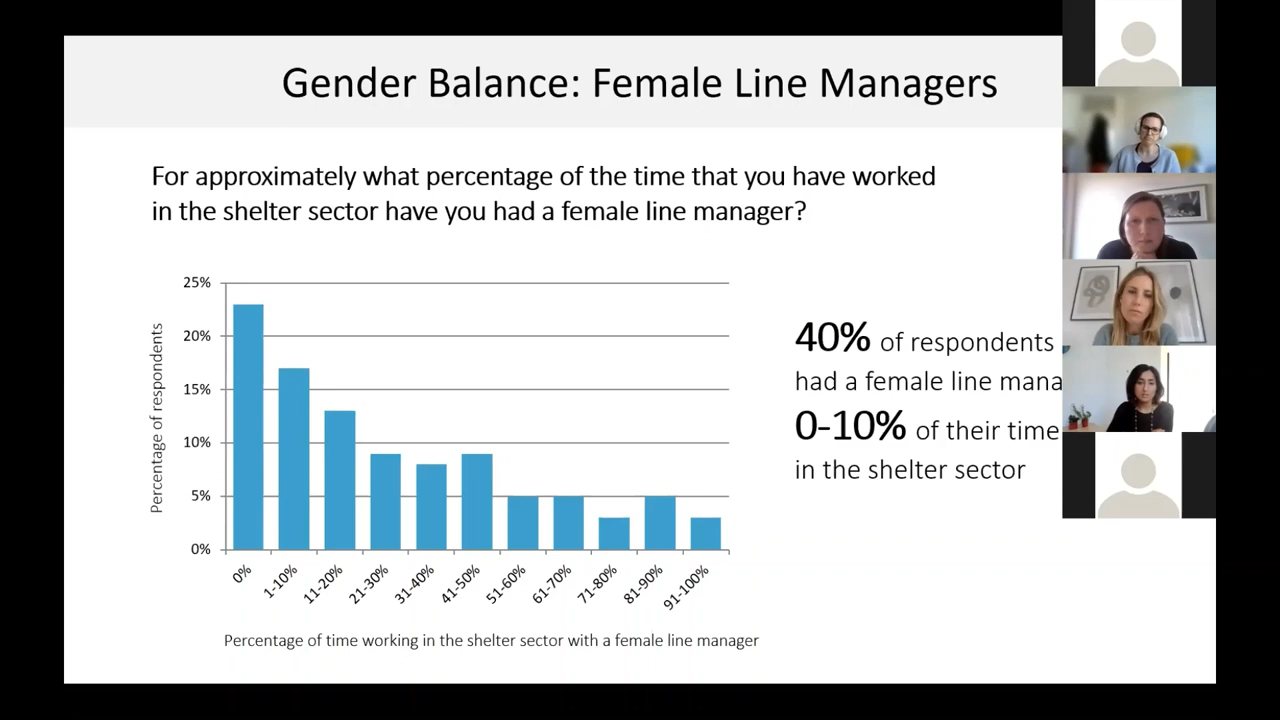 Gender Balance: Female Line Managers
For approximately what percentage of the time that you have worked
in the shelter sector have you had a female line manager?
25%
20%
15%
10%
5%
0%
Percentage of respondents
0%
1-10%
11-20%
21-30%
31-40%
41-50%
51-60%
61-70%
71-80%
81-90%
91-100%
Percentage of time working in the shelter sector with a female line manager
40% of respondents
had a female line mana
0-10% of their time
in the shelter sector